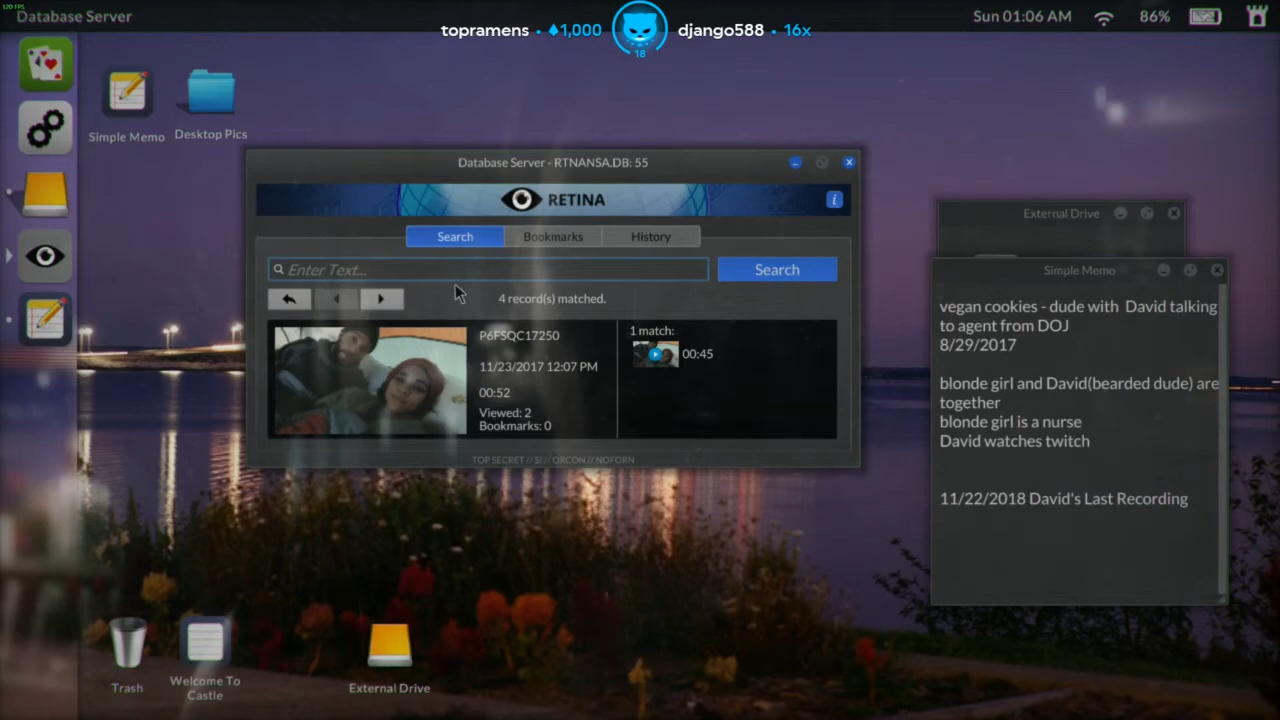 120 FPS
Database Server
topramens • 1,000
18
django588 • 16x
Sun 01:06 AM
86%
Simple Memo
Desktop Pics
Database Server - RTNANSA.DB: 55
RETINA
i
Search
Bookmarks
History
Enter Text...
Search
4 record(s) matched.
P6FSQC17250
11/23/2017 12:07 PM
00:52
Viewed: 2
Bookmarks: 0
1 match:
00:45
TOP SECRET // SI // ORCON // NOFORN
External Drive
Simple Memo
vegan cookies - dude with David talking
to agent from DOJ
8/29/2017
blonde girl and David(bearded dude) are
together
blonde girl is a nurse
David watches twitch
11/22/2018 David's Last Recording
Trash
Welcome To
Castle
External Drive